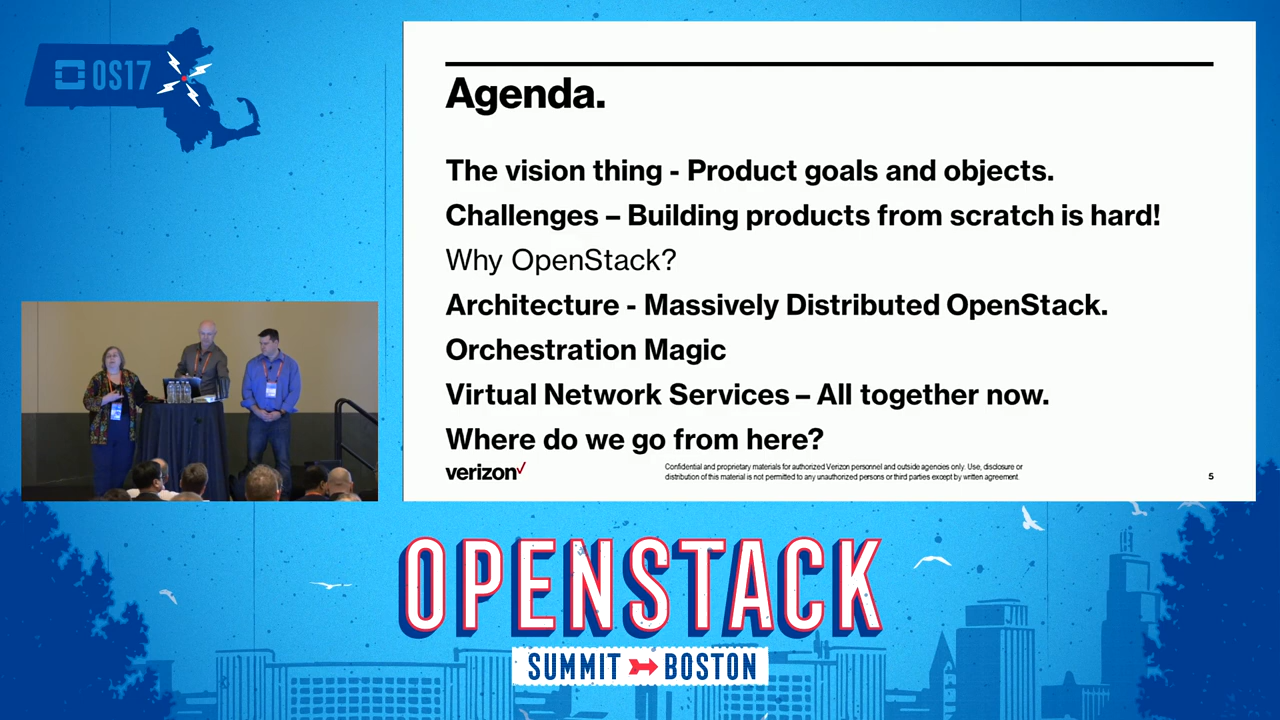 OS17
Agenda.
The vision thing - Product goals and objects.
Challenges – Building products from scratch is hard!
Why OpenStack?
Architecture - Massively Distributed OpenStack.
Orchestration Magic
Virtual Network Services – All together now.
Where do we go from here?
verizon✓
Confidential and proprietary materials for authorized Verizon personnel and outside agencies only. Use, disclosure or
distribution of this material is not permitted to any unauthorized persons or third parties except by written agreement.
5
OPENSTACK
SUMMIT BOSTON